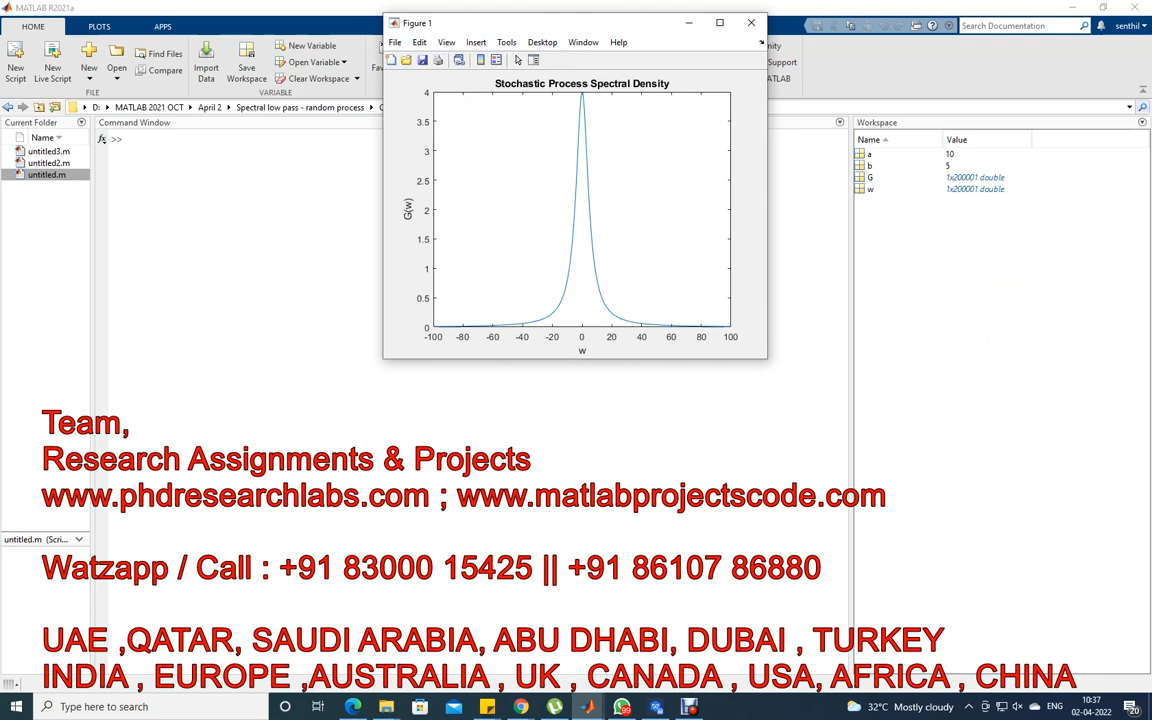 MATLAB R2021a
HOME
PLOTS
APPS
Search Documentation
senthil
New Script
New Live Script
New
Open
Find Files
Compare
FILE
Import Data
Save Workspace
New Variable
Open Variable
Clear Workspace
VARIABLE
Support
Figure 1
File Edit View Insert Tools Desktop Window Help
D: MATLAB 2021 OCT April 2 Spectral low pass - random process
Current Folder
Name
untitled3.m
untitled2.m
untitled.m
untitled.m (Scri...
Command Window
fx >>
Stochastic Process Spectral Density
4
3.5
3
2.5
2
1.5
1
0.5
0
G(w)
-100 -80 -60 -40 -20 0 20 40 60 80 100
w
Workspace
Name Value
a 10
b 5
G 1x200001 double
w 1x200001 double
Team,
Research Assignments & Projects
www.phdresearchlabs.com ; www.matlabprojectscode.com
Watzapp / Call : +91 83000 15425 || +91 86107 86880
UAE ,QATAR, SAUDI ARABIA, ABU DHABI, DUBAI , TURKEY
INDIA , EUROPE ,AUSTRALIA , UK , CANADA , USA, AFRICA , CHINA
Type here to search
32°C Mostly cloudy
ENG
10:37
02-04-2022
20